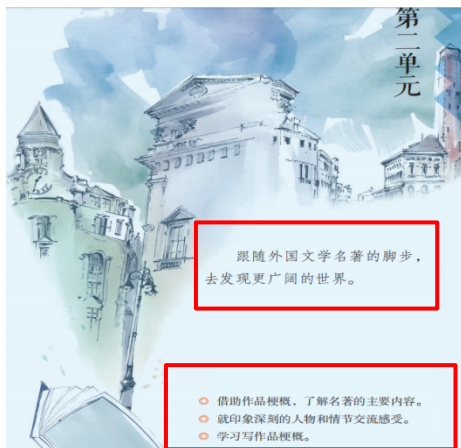 第二单元
跟随外国文学名著的脚步，
去发现更广阔的世界。
借助作品梗概，了解名著的主要内容。
就印象深刻的人物和情节交流感受。
学习写作品梗概。